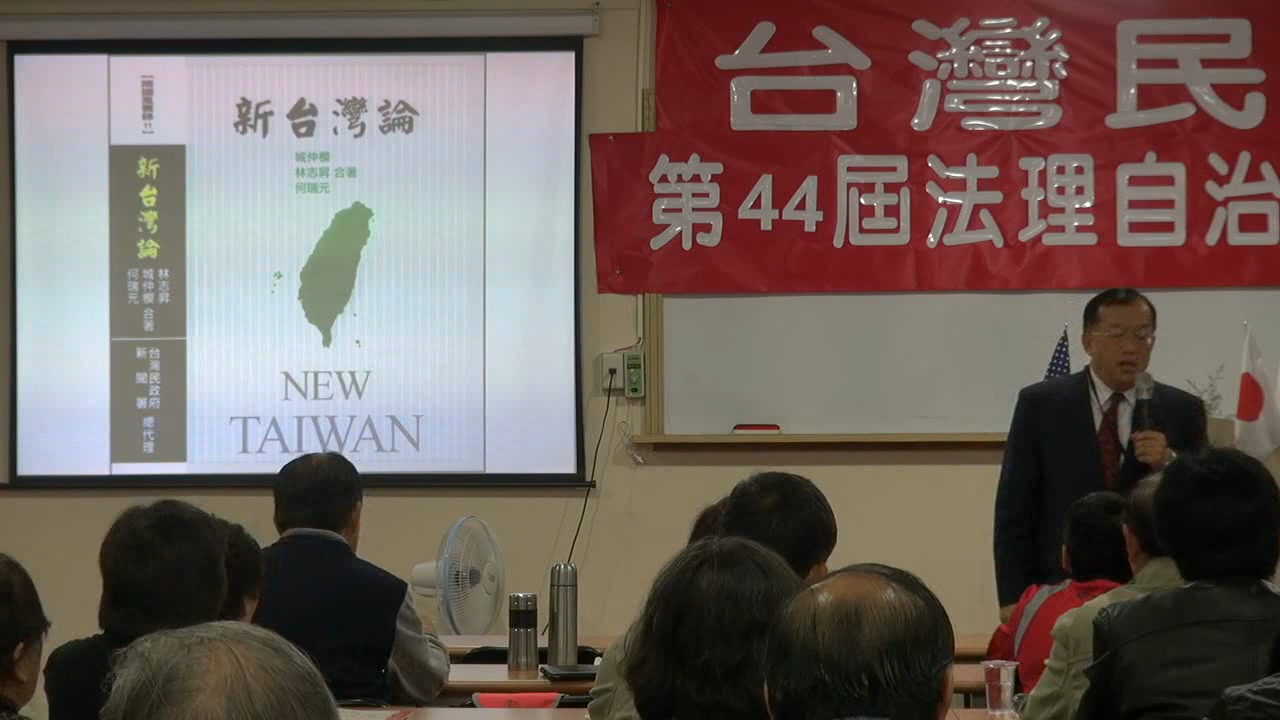 新台灣論
城仲模
林志昇 合著
何瑞元
NEW
TAIWAN
新台灣論
林志昇
城仲模 合著
何瑞元
台灣民政府 總代理
新聞署
台灣民
第44屆法理自治